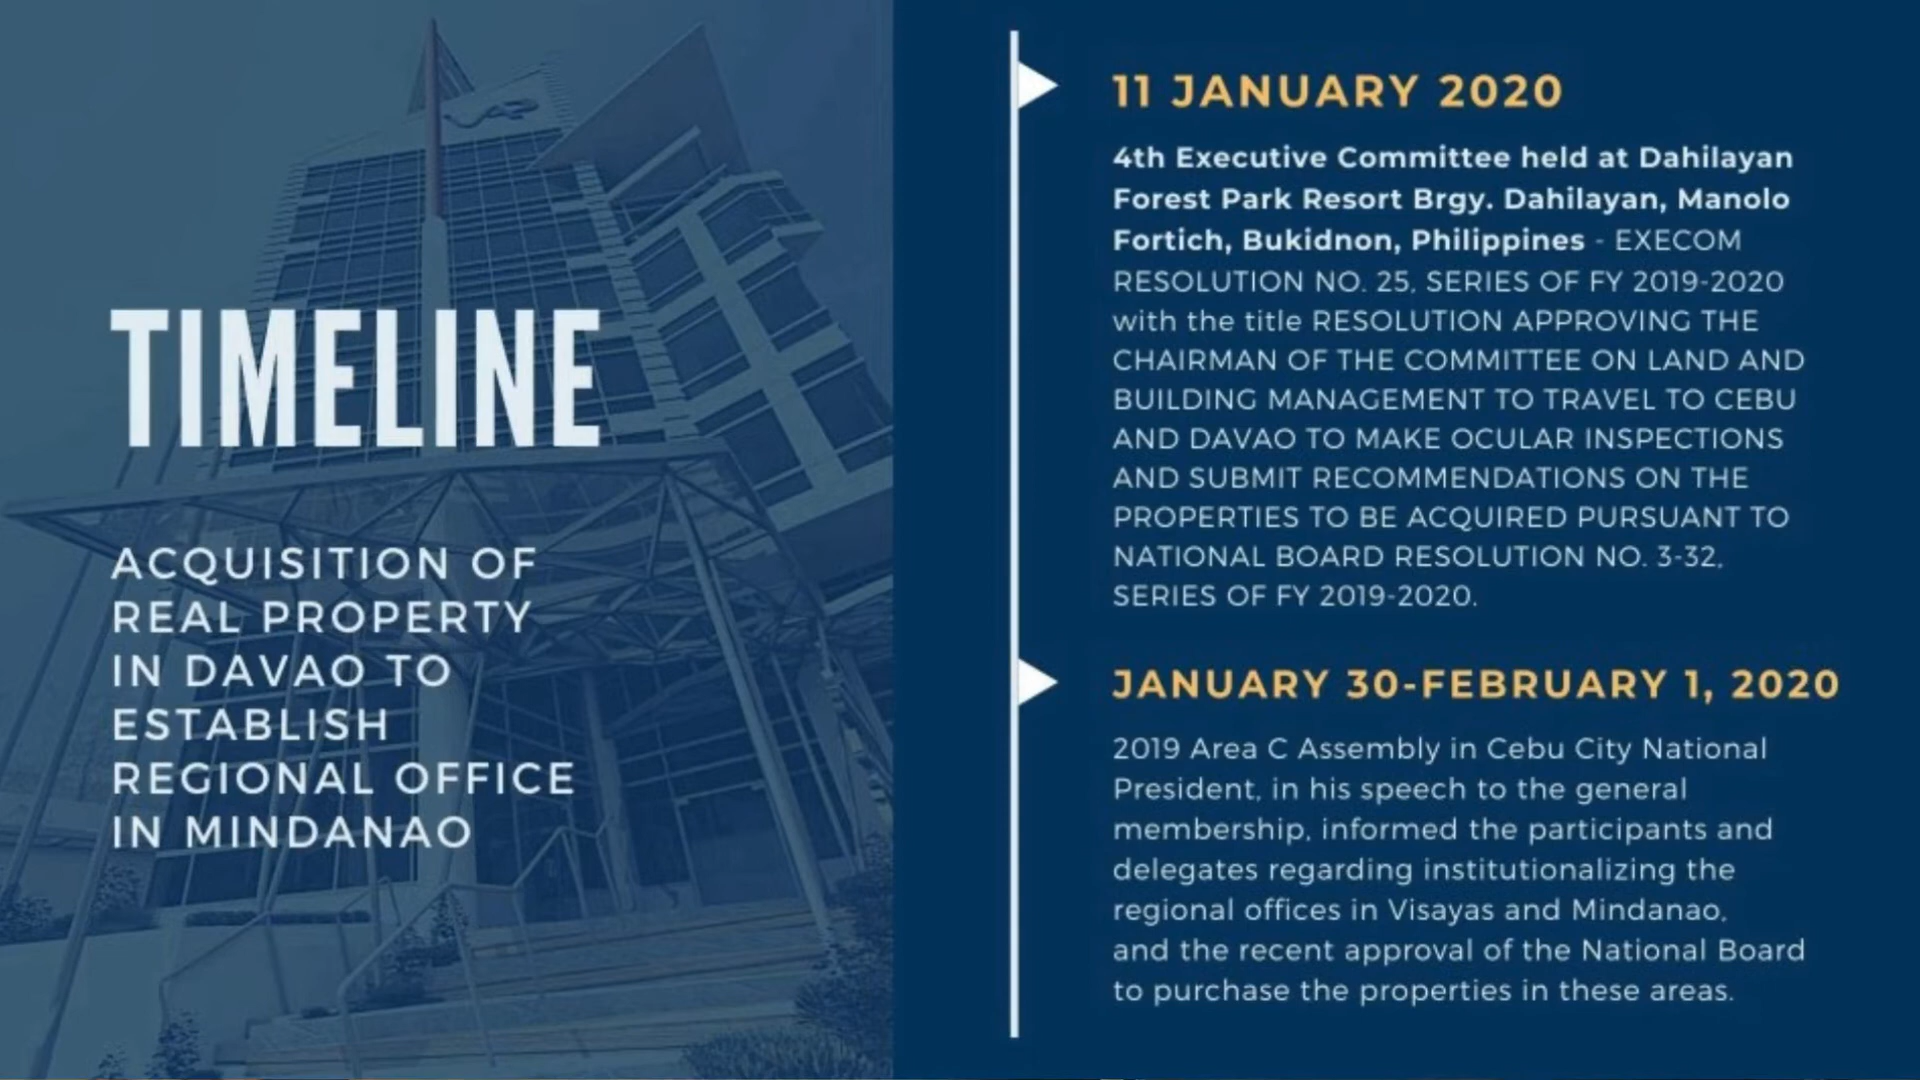 TIMELINE
ACQUISITION OF
REAL PROPERTY
IN DAVAO TO
ESTABLISH
REGIONAL OFFICE
IN MINDANAO
11 JANUARY 2020
4th Executive Committee held at Dahilayan
Forest Park Resort Brgy. Dahilayan, Manolo
Fortich, Bukidnon, Philippines - EXECOM
RESOLUTION NO. 25, SERIES OF FY 2019-2020
with the title RESOLUTION APPROVING THE
CHAIRMAN OF THE COMMITTEE ON LAND AND
BUILDING MANAGEMENT TO TRAVEL TO CEBU
AND DAVAO TO MAKE OCULAR INSPECTIONS
AND SUBMIT RECOMMENDATIONS ON THE
PROPERTIES TO BE ACQUIRED PURSUANT TO
NATIONAL BOARD RESOLUTION NO. 3-32,
SERIES OF FY 2019-2020.
JANUARY 30-FEBRUARY 1, 2020
2019 Area C Assembly in Cebu City National
President, in his speech to the general
membership, informed the participants and
delegates regarding institutionalizing the
regional offices in Visayas and Mindanao,
and the recent approval of the National Board
to purchase the properties in these areas.